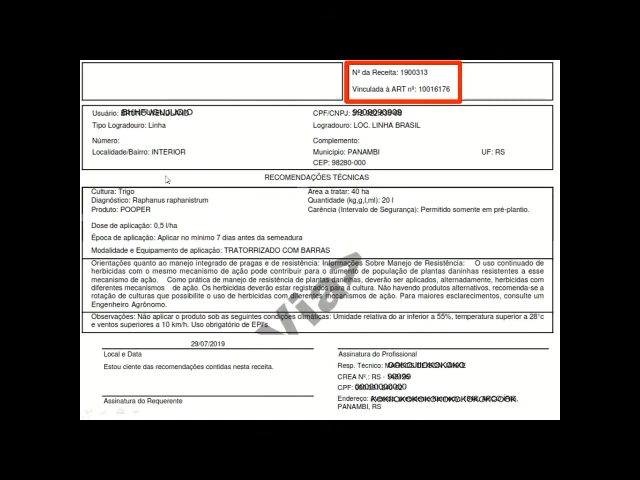 Nº da Receita: 1900313
Vinculada à ART nº: 10016176
Usuário:
CPF/CNPJ:
Tipo Logradouro: Linha
Logradouro: LOC. LINHA BRASIL
Número:
Complemento:
Localidade/Bairro: INTERIOR
Município: PANAMBI
UF: RS
CEP: 98280-000
RECOMENDAÇÕES TÉCNICAS
Cultura: Trigo
Área a tratar: 40 ha
Diagnóstico: Raphanus raphanistrum
Quantidade (kg,g,l,ml): 20 l
Produto: POOPER
Carência (Intervalo de Segurança): Permitido somente em pré-plantio.
Dose de aplicação: 0,5 l/ha
Época de aplicação: Aplicar no mínimo 7 dias antes da semeadura
Modalidade e Equipamento de aplicação: TRATORRIZADO COM BARRAS
Orientações quanto ao manejo integrado de pragas e de resistência: Informações Sobre Manejo de Resistência: O uso continuado de
herbicidas com o mesmo mecanismo de ação pode contribuir para o aumento de população de plantas daninhas resistentes a esse
mecanismo de ação. Como prática de manejo de resistência de plantas daninhas, deverão ser aplicados, alternadamente, herbicidas com
diferentes mecanismos de ação. Os herbicidas deverão estar registrados para a cultura. Não havendo produtos alternativos, recomenda-se a
rotação de culturas que possibilite o uso de herbicidas com diferentes mecanismos de ação. Para maiores esclarecimentos, consulte um
Engenheiro Agrônomo.
Observações: Não aplicar o produto sob as seguintes condições climáticas: Umidade relativa do ar inferior a 55%, temperatura superior a 28°c
e ventos superiores a 10 km/h. Uso obrigatório de EPI's.
Via7
29/07/2019
Local e Data
Assinatura do Profissional
Estou ciente das recomendações contidas nesta receita.
Resp. Técnico:
CREA Nº.: RS -
CPF:
Endereço:
PANAMBI, RS
Assinatura do Requerente